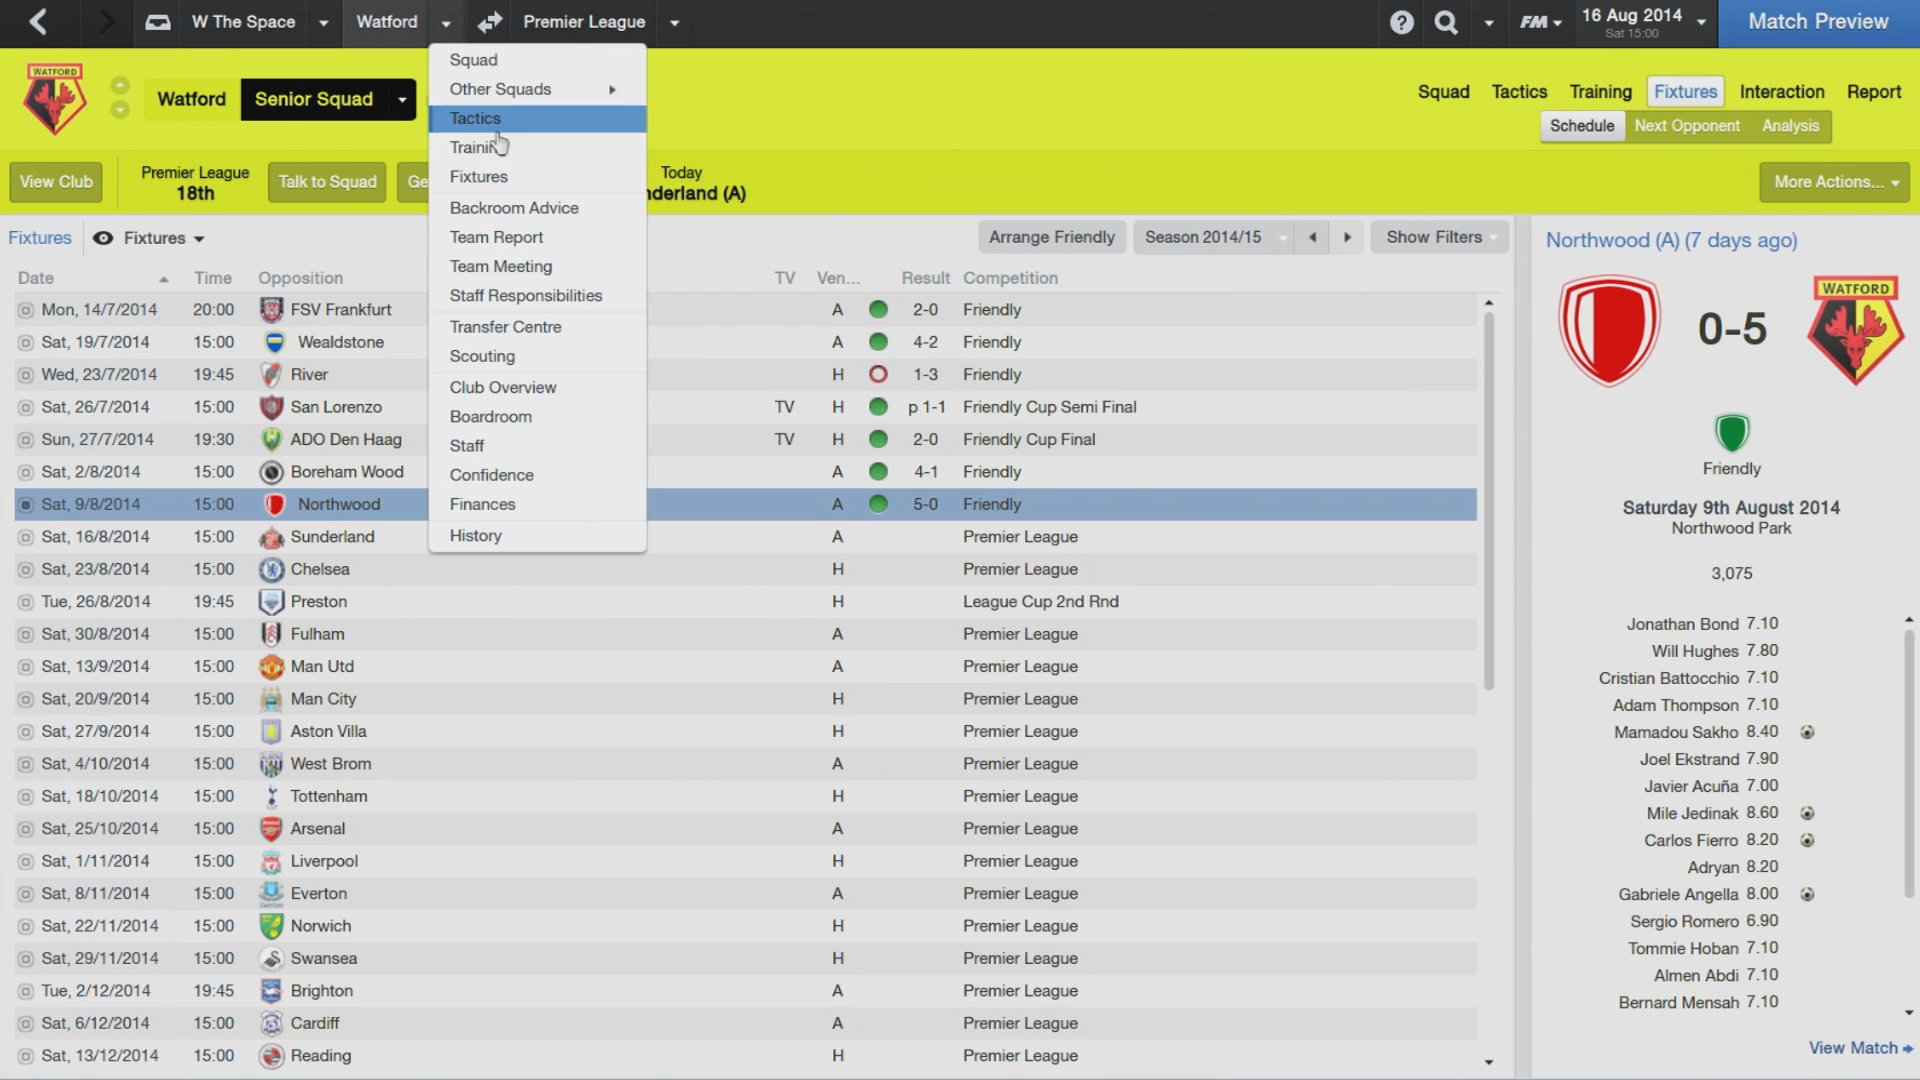 W The Space
Watford
Premier League
FM
16 Aug 2014
Sat 15:00
Match Preview
WATFORD
Watford
Senior Squad
Squad
Tactics
Training
Fixtures
Interaction
Report
Schedule
Next Opponent
Analysis
View Club
Premier League
18th
Talk to Squad
Ge
Today
nderland (A)
More Actions...
Squad
Other Squads
Tactics
Training
Fixtures
Backroom Advice
Team Report
Team Meeting
Staff Responsibilities
Transfer Centre
Scouting
Club Overview
Boardroom
Staff
Confidence
Finances
History
Fixtures
Fixtures
Arrange Friendly
Season 2014/15
Show Filters
Date Time Opposition TV Ven... Result Competition
Mon, 14/7/2014 20:00 FSV Frankfurt A 2-0 Friendly
Sat, 19/7/2014 15:00 Wealdstone A 4-2 Friendly
Wed, 23/7/2014 19:45 River H 1-3 Friendly
Sat, 26/7/2014 15:00 San Lorenzo TV H p 1-1 Friendly Cup Semi Final
Sun, 27/7/2014 19:30 ADO Den Haag TV H 2-0 Friendly Cup Final
Sat, 2/8/2014 15:00 Boreham Wood A 4-1 Friendly
Sat, 9/8/2014 15:00 Northwood A 5-0 Friendly
Sat, 16/8/2014 15:00 Sunderland A Premier League
Sat, 23/8/2014 15:00 Chelsea H Premier League
Tue, 26/8/2014 19:45 Preston H League Cup 2nd Rnd
Sat, 30/8/2014 15:00 Fulham A Premier League
Sat, 13/9/2014 15:00 Man Utd A Premier League
Sat, 20/9/2014 15:00 Man City H Premier League
Sat, 27/9/2014 15:00 Aston Villa H Premier League
Sat, 4/10/2014 15:00 West Brom A Premier League
Sat, 18/10/2014 15:00 Tottenham H Premier League
Sat, 25/10/2014 15:00 Arsenal A Premier League
Sat, 1/11/2014 15:00 Liverpool H Premier League
Sat, 8/11/2014 15:00 Everton A Premier League
Sat, 22/11/2014 15:00 Norwich H Premier League
Sat, 29/11/2014 15:00 Swansea H Premier League
Tue, 2/12/2014 19:45 Brighton A Premier League
Sat, 6/12/2014 15:00 Cardiff A Premier League
Sat, 13/12/2014 15:00 Reading H Premier League
Northwood (A) (7 days ago)
0-5
WATFORD
Friendly
Saturday 9th August 2014
Northwood Park
3,075
Jonathan Bond 7.10
Will Hughes 7.80
Cristian Battocchio 7.10
Adam Thompson 7.10
Mamadou Sakho 8.40
Joel Ekstrand 7.90
Javier Acuña 7.00
Mile Jedinak 8.60
Carlos Fierro 8.20
Adryan 8.20
Gabriele Angella 8.00
Sergio Romero 6.90
Tommie Hoban 7.10
Almen Abdi 7.10
Bernard Mensah 7.10
View Match